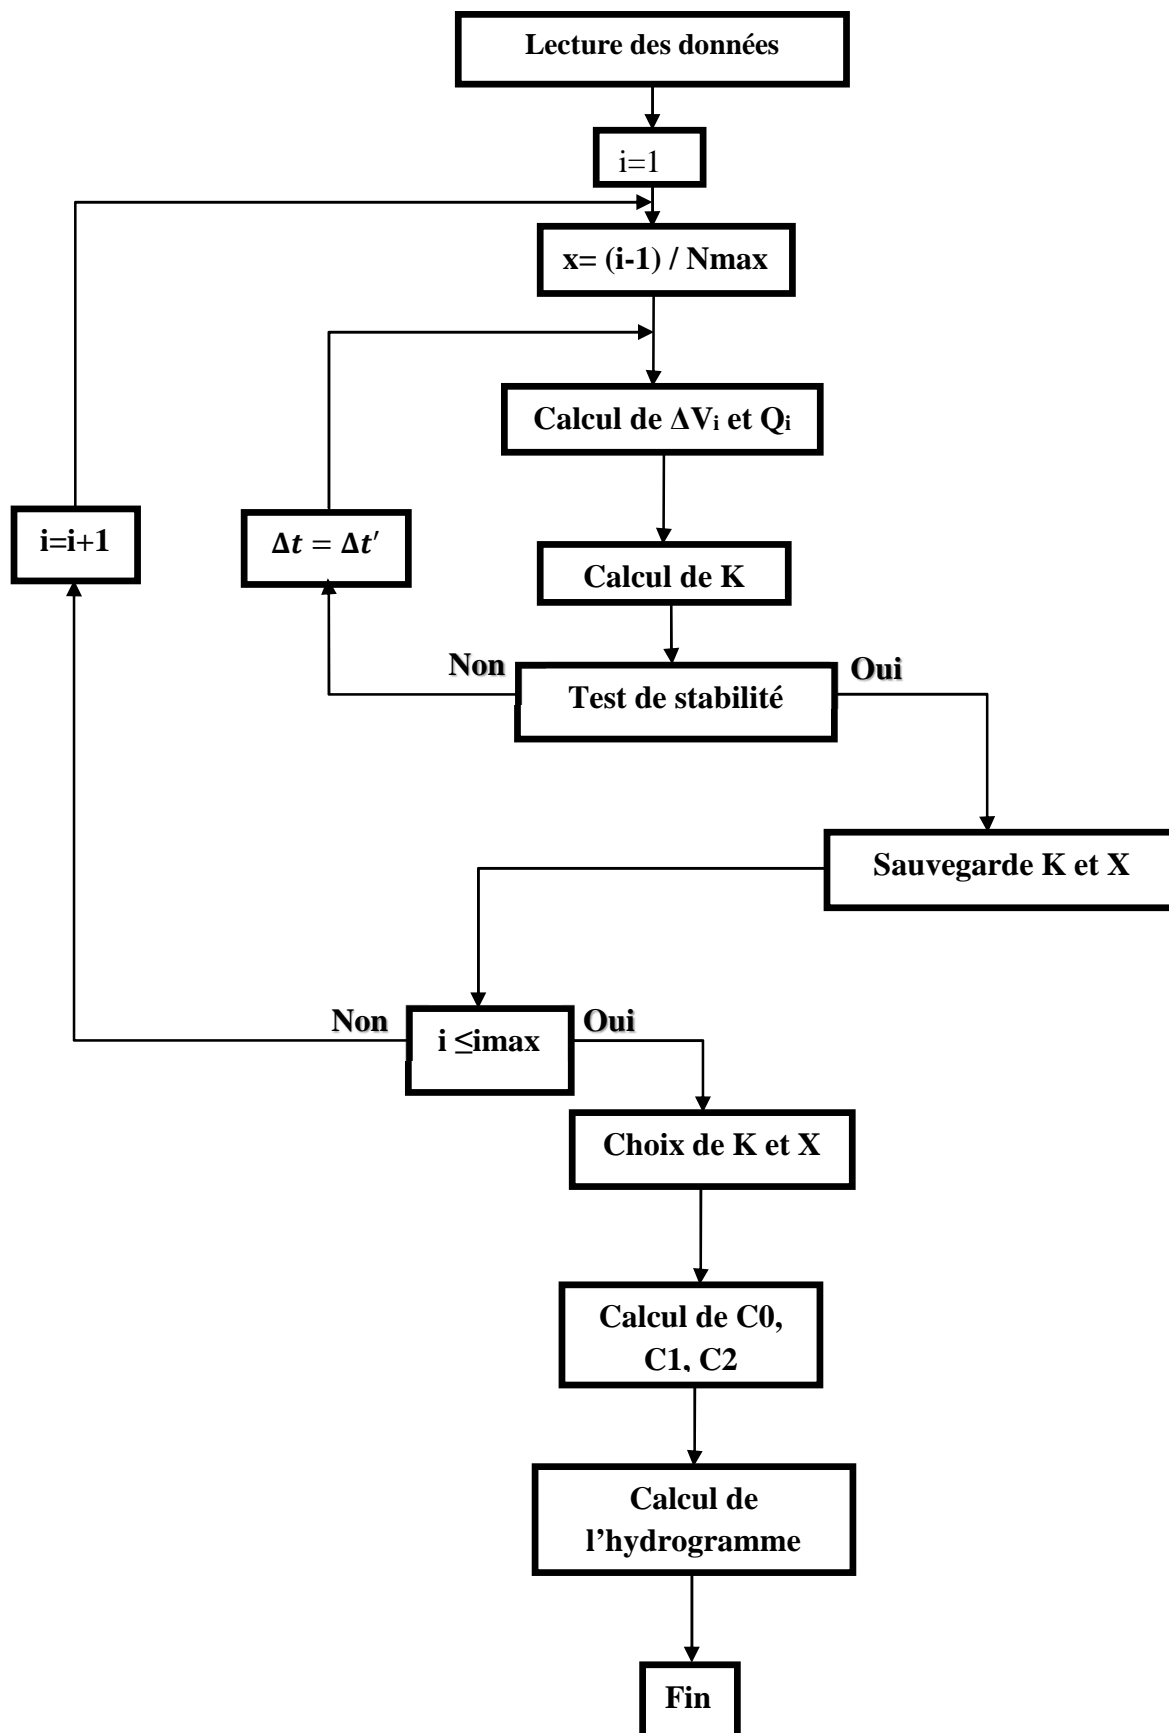 Lecture des données
i=1
x= (i-1) / Nmax
Calcul de ΔVᵢ et Qᵢ
i=i+1
Δt = Δt′
Calcul de K
Non
Oui
Test de stabilité
Sauvegarde K et X
Non
Oui
i ≤imax
Choix de K et X
Calcul de C0,
C1, C2
Calcul de
l’hydrogramme
Fin